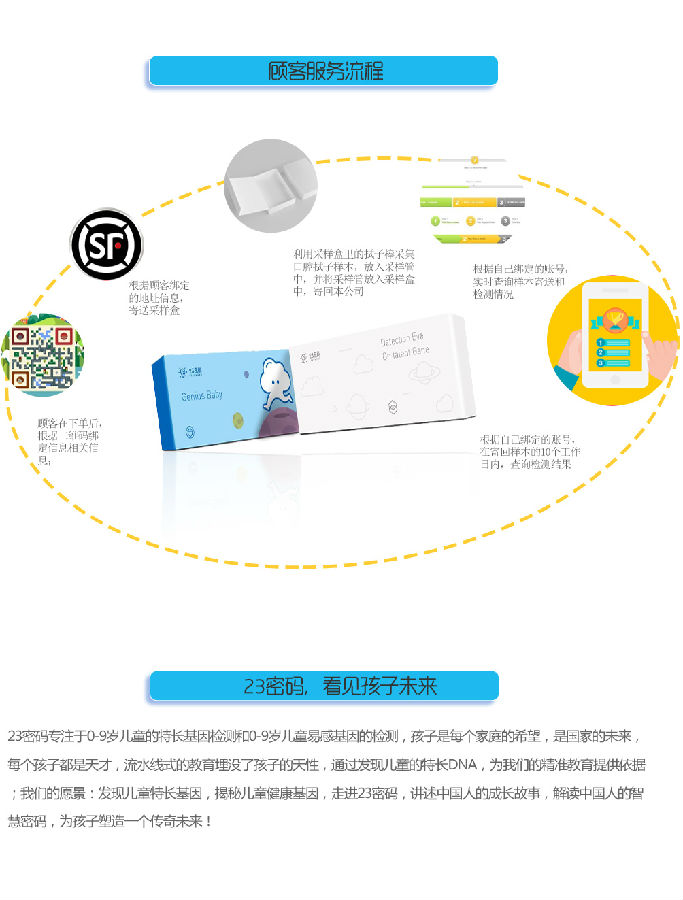 顾客服务流程
SF
根据顾客绑定
的地址信息，
寄送采样盒
利用采样盒里的拭子棒采集
口腔拭子样本，放入采样管
中，并将采样管放入采样盒
中，寄回本公司
根据自己绑定的账号，
实时查询样本寄送和
检测情况
2
3
1
2
3
2
3
1
2
3
Genius Baby
Detection Eva
顾客在下单后，
根据二维码绑
定信息相关信
息；
根据自己绑定的账号，
在寄回样本的10个工作
日内，查询检测结果
23密码，看见孩子未来
23密码专注于0-9岁儿童的特长基因检测和0-9岁儿童易感基因的检测，孩子是每个家庭的希望，是国家的未来，
每个孩子都是天才，流水线式的教育埋没了孩子的天性，通过发现儿童的特长DNA，为我们的精准教育提供依据
；我们的愿景：发现儿童特长基因，揭秘儿童健康基因，走进23密码，讲述中国人的成长故事，解读中国人的智
慧密码，为孩子塑造一个传奇未来！